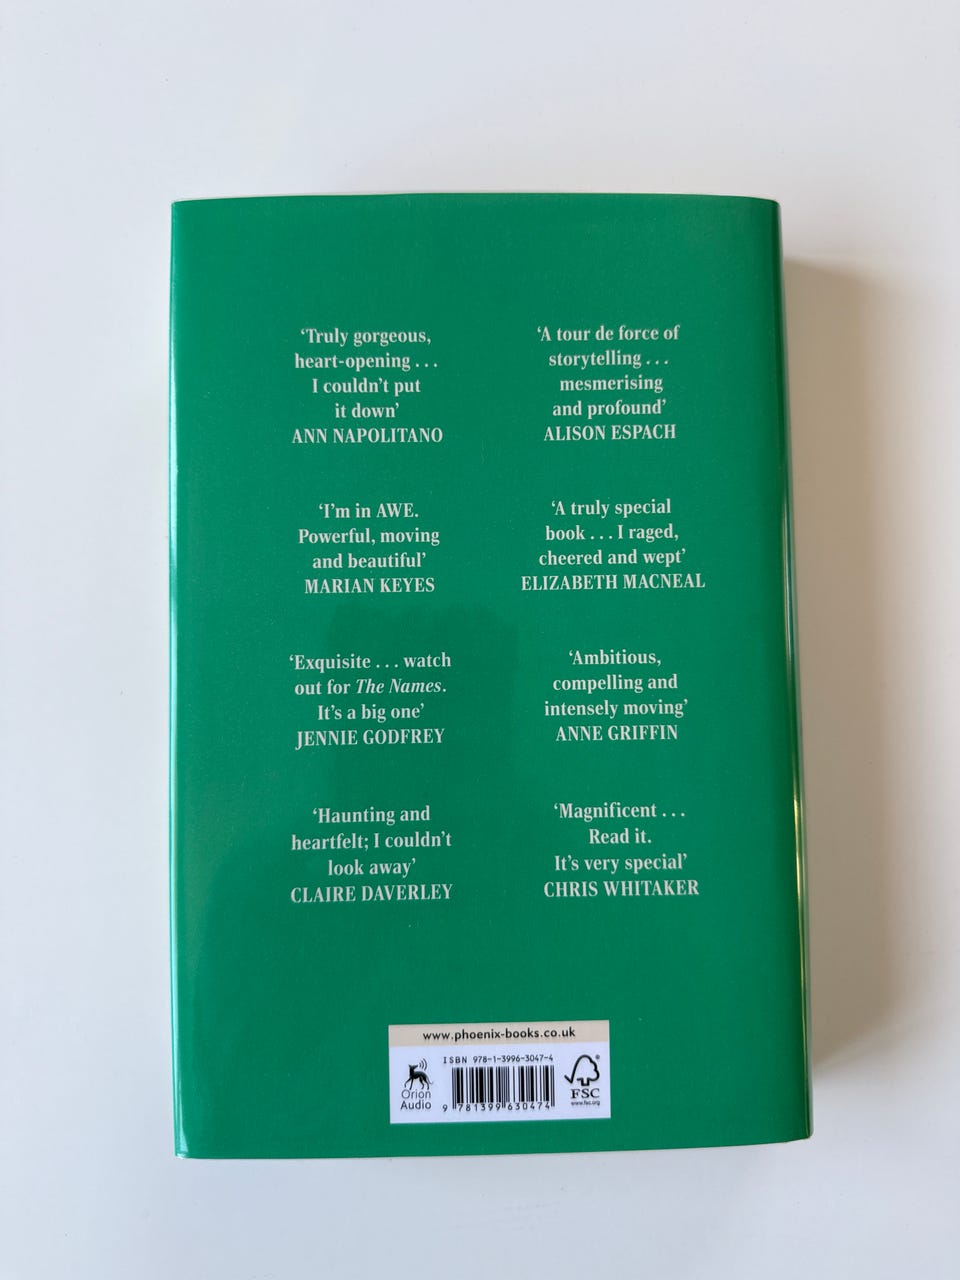 ‘Truly gorgeous,
heart-opening . . .
I couldn’t put
it down’
ANN NAPOLITANO
‘I’m in AWE.
Powerful, moving
and beautiful’
MARIAN KEYES
‘Exquisite . . . watch
out for The Names.
It’s a big one’
JENNIE GODFREY
‘Haunting and
heartfelt; I couldn’t
look away’
CLAIRE DAVERLEY
‘A tour de force of
storytelling . . .
mesmerising
and profound’
ALISON ESPACH
‘A truly special
book . . . I raged,
cheered and wept’
ELIZABETH MACNEAL
‘Ambitious,
compelling and
intensely moving’
ANNE GRIFFIN
‘Magnificent . . .
Read it.
It’s very special’
CHRIS WHITAKER
www.phoenix-books.co.uk
ISBN 978-1-3996-3047-4
Orion
Audio
9 781399 630474
FSC
www.fsc.org